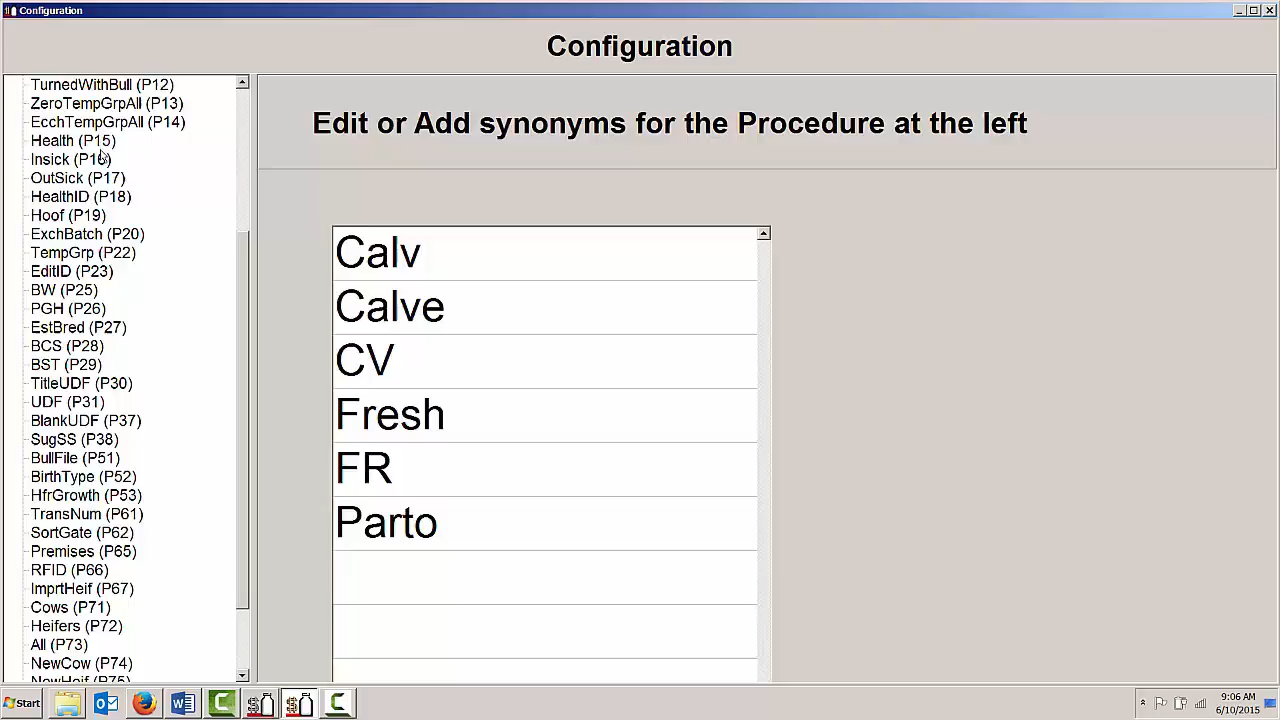 Configuration
Configuration
TurnedWithBull (P12)
ZeroTempGrpAll (P13)
EcchTempGrpAll (P14)
Health (P15)
Insick (P16)
OutSick (P17)
HealthID (P18)
Hoof (P19)
ExchBatch (P20)
TempGrp (P22)
EditID (P23)
BW (P25)
PGH (P26)
EstBred (P27)
BCS (P28)
BST (P29)
TitleUDF (P30)
UDF (P31)
BlankUDF (P37)
SugSS (P38)
BullFile (P51)
BirthType (P52)
HfrGrowth (P53)
TransNum (P61)
SortGate (P62)
Premises (P65)
RFID (P66)
ImprtHeif (P67)
Cows (P71)
Heifers (P72)
All (P73)
NewCow (P74)
NewHeif (P75)
Edit or Add synonyms for the Procedure at the left
Calv
Calve
CV
Fresh
FR
Parto
Start
9:06 AM
6/10/2015